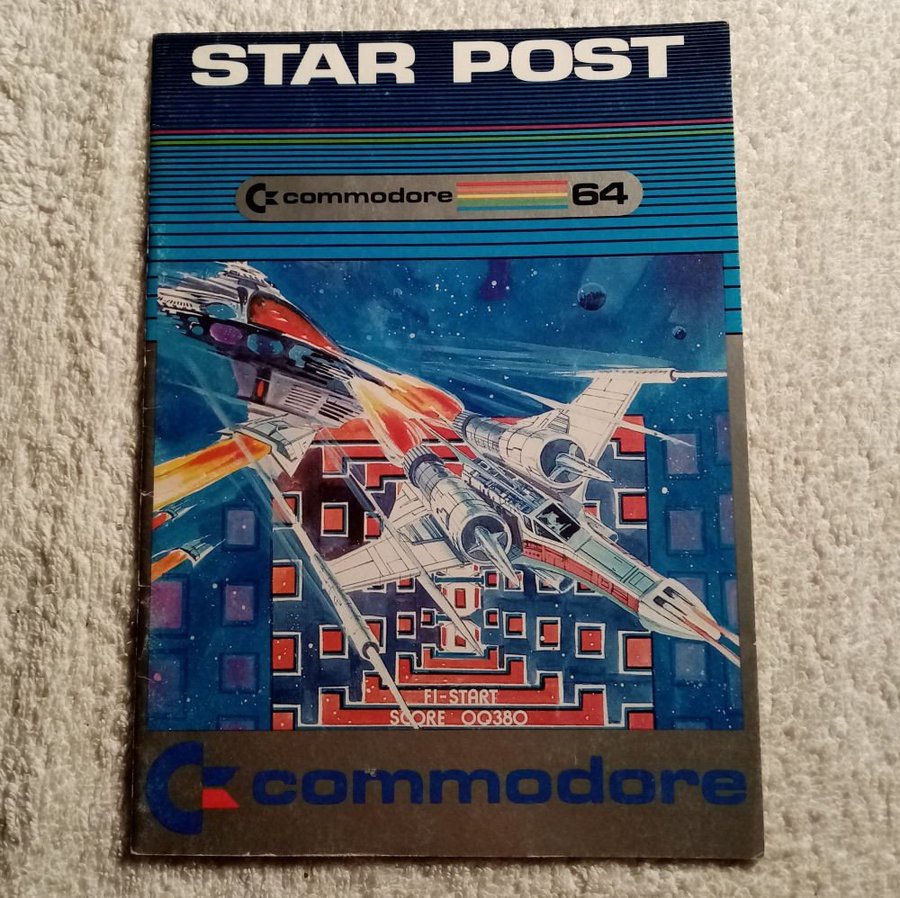 STAR POST
commodore 64
F1-START
SCORE 00380
commodore